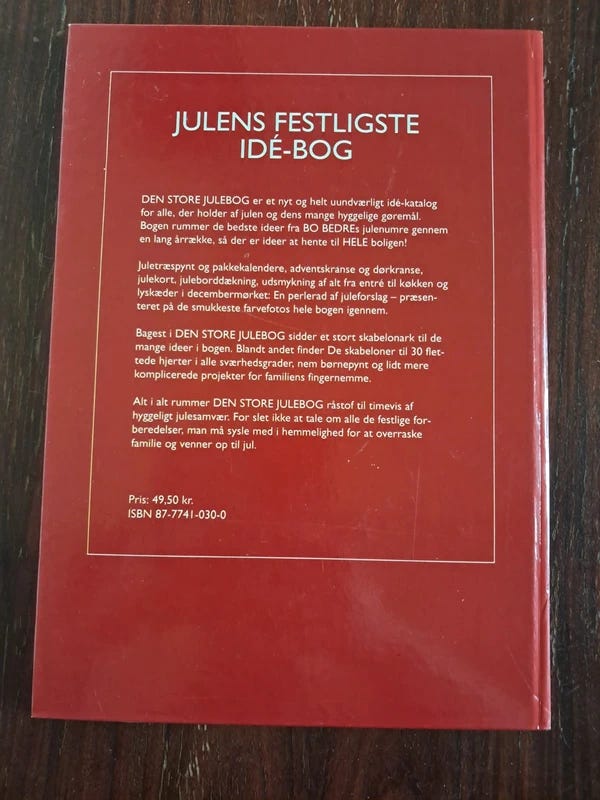 JULENS FESTLIGSTE
IDÉ-BOG
DEN STORE JULEBOG er et nyt og helt uundværligt idé-katalog
for alle, der holder af julen og dens mange hyggelige gøremål.
Bogen rummer de bedste ideer fra BO BEDREs julenumre gennem
en lang årrække, så der er ideer at hente til HELE boligen!
Juletræspynt og pakkekalendere, adventskranse og dørkranse,
julekort, juleborddækning, udsmykning af alt fra entré til køkken og
lyskæder i decembermørket: En perlerad af juleforslag – præsen-
teret på de smukkeste farvefotos hele bogen igennem.
Bagest i DEN STORE JULEBOG sidder et stort skabelonark til de
mange ideer i bogen. Blandt andet finder De skabeloner til 30 flet-
tede hjerter i alle sværhedsgrader, nem børnepynt og lidt mere
komplicerede projekter for familiens fingernemme.
Alt i alt rummer DEN STORE JULEBOG råstof til timevis af
hyggeligt julesamvær. For slet ikke at tale om alle de festlige for-
beredelser, man må sysle med i hemmelighed for at overraske
familie og venner op til jul.
Pris: 49,50 kr.
ISBN 87-7741-030-0